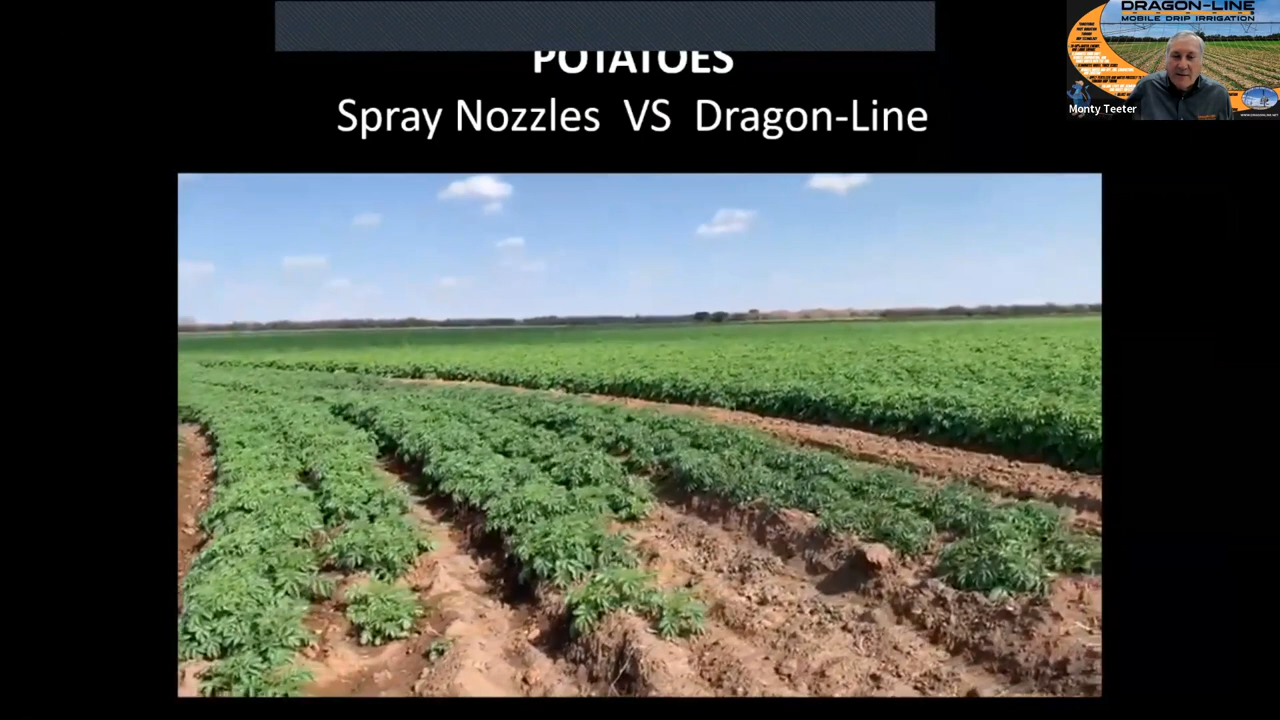 POTATOES
Spray Nozzles VS Dragon-Line
DRAGON-LINE
MOBILE DRIP IRRIGATION
Monty Teeter